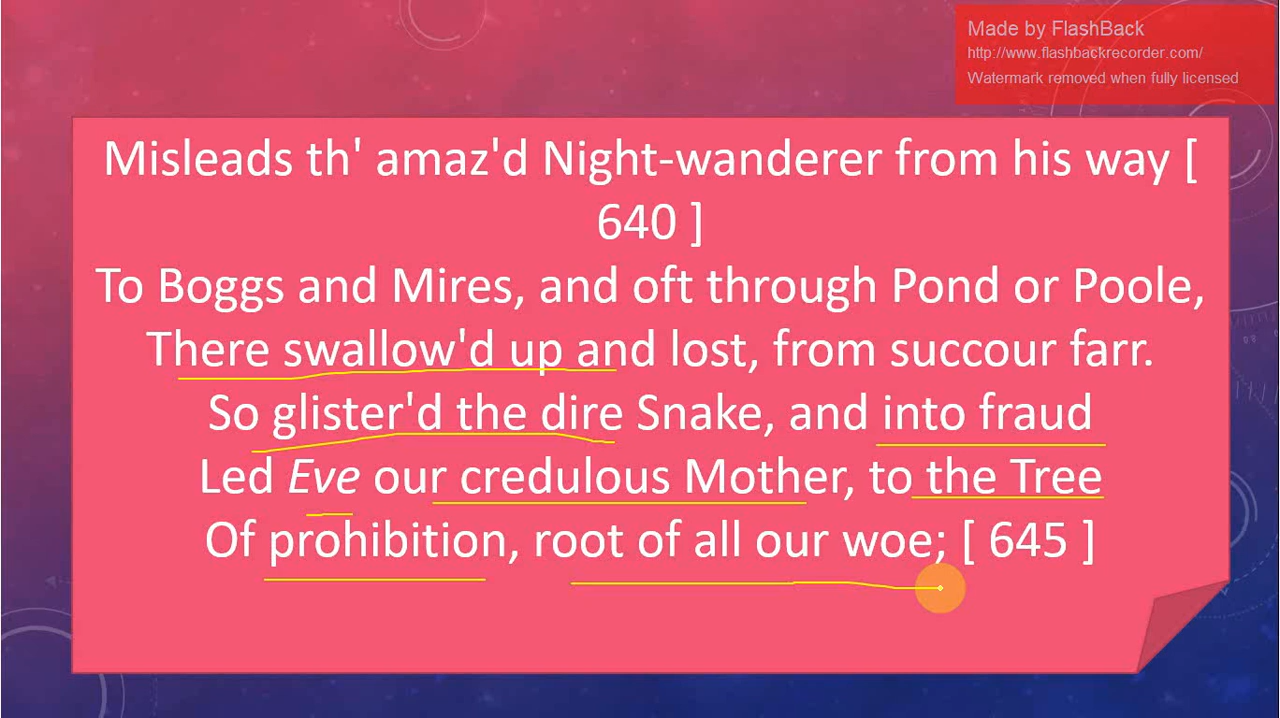 Made by FlashBack
http://www.flashbackrecorder.com/
Watermark removed when fully licensed
Misleads th' amaz'd Night-wanderer from his way [
640 ]
To Boggs and Mires, and oft through Pond or Poole,
There swallow'd up and lost, from succour farr.
So glister'd the dire Snake, and into fraud
Led Eve our credulous Mother, to the Tree
Of prohibition, root of all our woe; [ 645 ]